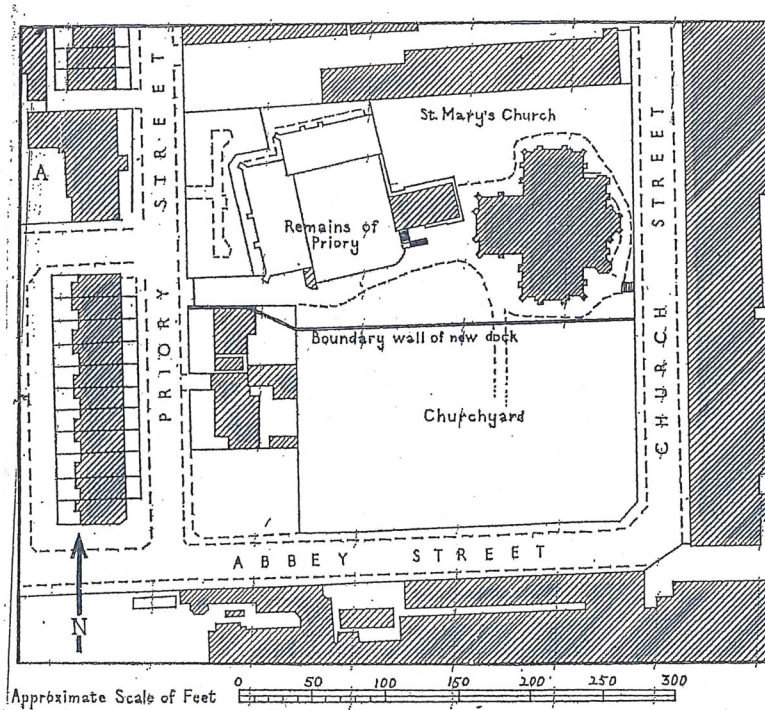 St. Mary's Church
STREET
CHURCH STREET
A
Remains of
Priory
PRIORY
Boundary wall of new dock
Churchyard
ABBEY STREET
N
0 50 100 150 200 250 300
Approximate Scale of Feet